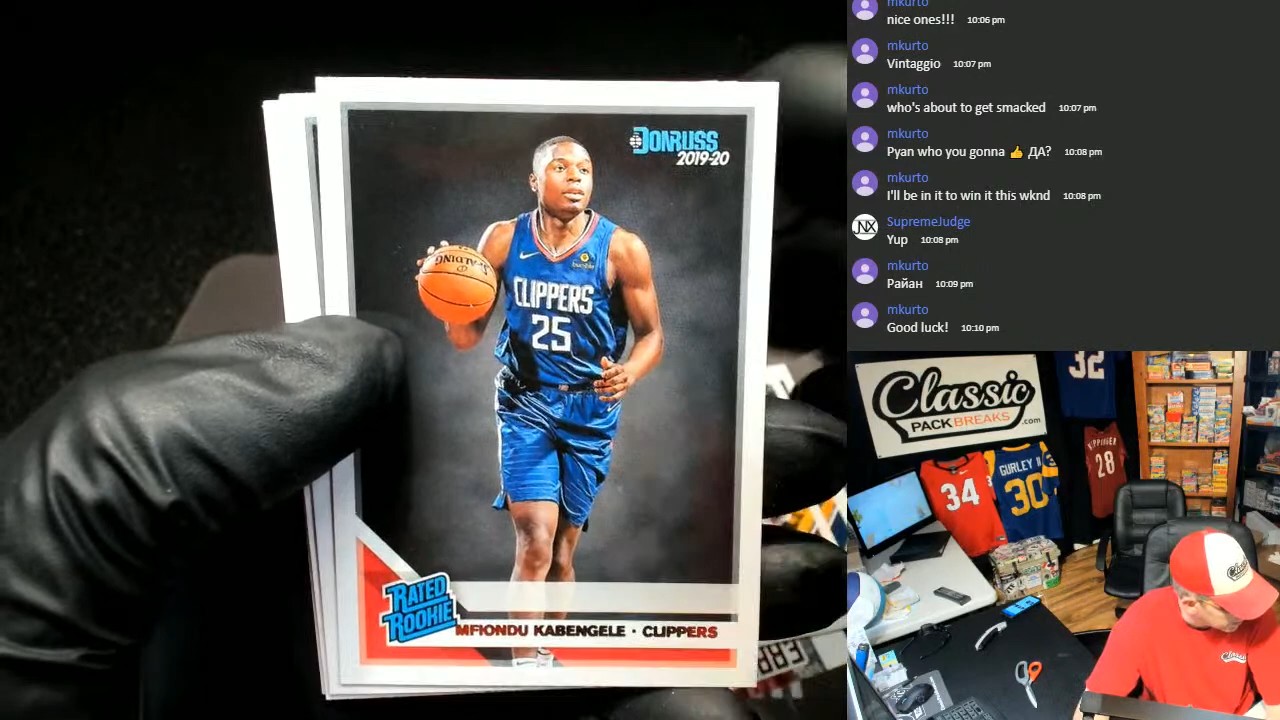 DONRUSS
2019-20
SPALDING
CLIPPERS
25
RATED
ROOKIE
MFIONDU KABENGELE · CLIPPERS
mkurto
nice ones!!! 10:06 pm
mkurto
Vintaggio 10:07 pm
mkurto
who's about to get smacked 10:07 pm
mkurto
Pyan who you gonna 👍 ДА? 10:08 pm
mkurto
I'll be in it to win it this wknd 10:08 pm
SupremeJudge
Yup 10:08 pm
mkurto
Райан 10:09 pm
mkurto
Good luck! 10:10 pm
Classic
PACKBREAKS.com
32
34
GURLEY II
30
28